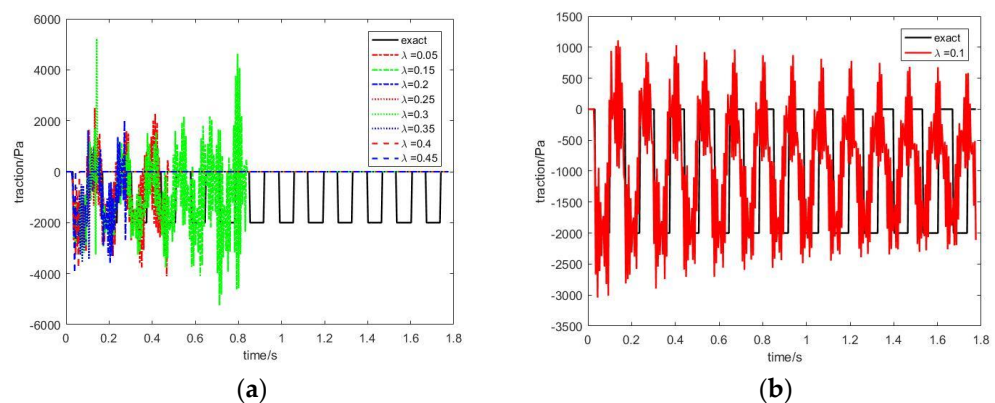 6000
4000
2000
0
-2000
-4000
-6000
traction/Pa
0 0.2 0.4 0.6 0.8 1 1.2 1.4 1.6 1.8
time/s
exact
λ =0.05
λ=0.15
λ=0.2
λ=0.25
λ=0.3
λ=0.35
λ=0.4
λ=0.45
(a)
1500
1000
500
0
-500
-1000
-1500
-2000
-2500
-3000
-3500
traction/Pa
0 0.2 0.4 0.6 0.8 1 1.2 1.4 1.6 1.8
time/s
exact
λ =0.1
(b)